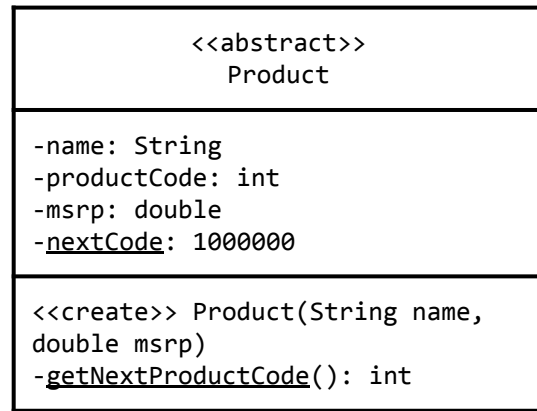 <<abstract>>
Product
-name: String
-productCode: int
-msrp: double
-nextCode: 1000000
<<create>> Product(String name,
double msrp)
-getNextProductCode(): int